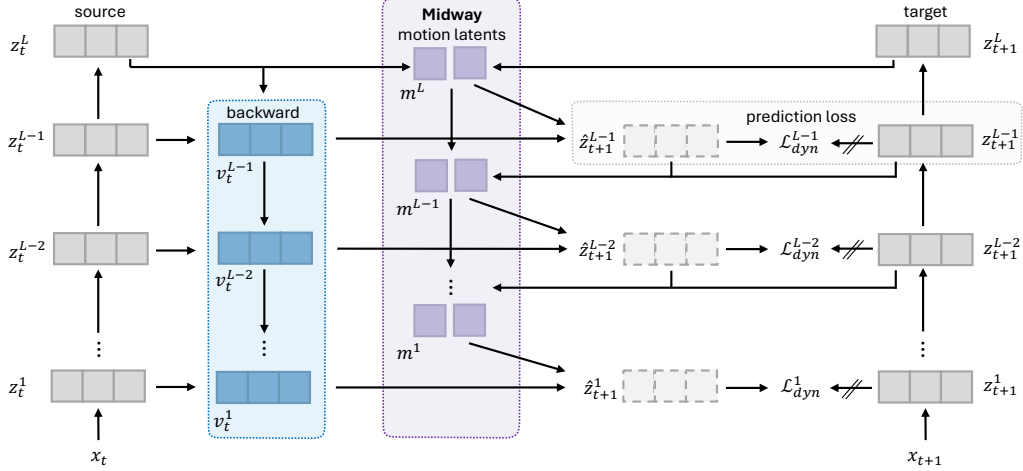 source
Midway
motion latents
target
z_t^L
m^L
z_{t+1}^L
backward
prediction loss
z_t^{L-1}
v_t^{L-1}
ẑ_{t+1}^{L-1}
ℒ_{dyn}^{L-1}
z_{t+1}^{L-1}
m^{L-1}
z_t^{L-2}
v_t^{L-2}
ẑ_{t+1}^{L-2}
ℒ_{dyn}^{L-2}
z_{t+1}^{L-2}
⋮
⋮
m^1
⋮
⋮
z_t^1
v_t^1
ẑ_{t+1}^1
ℒ_{dyn}^1
z_{t+1}^1
x_t
x_{t+1}